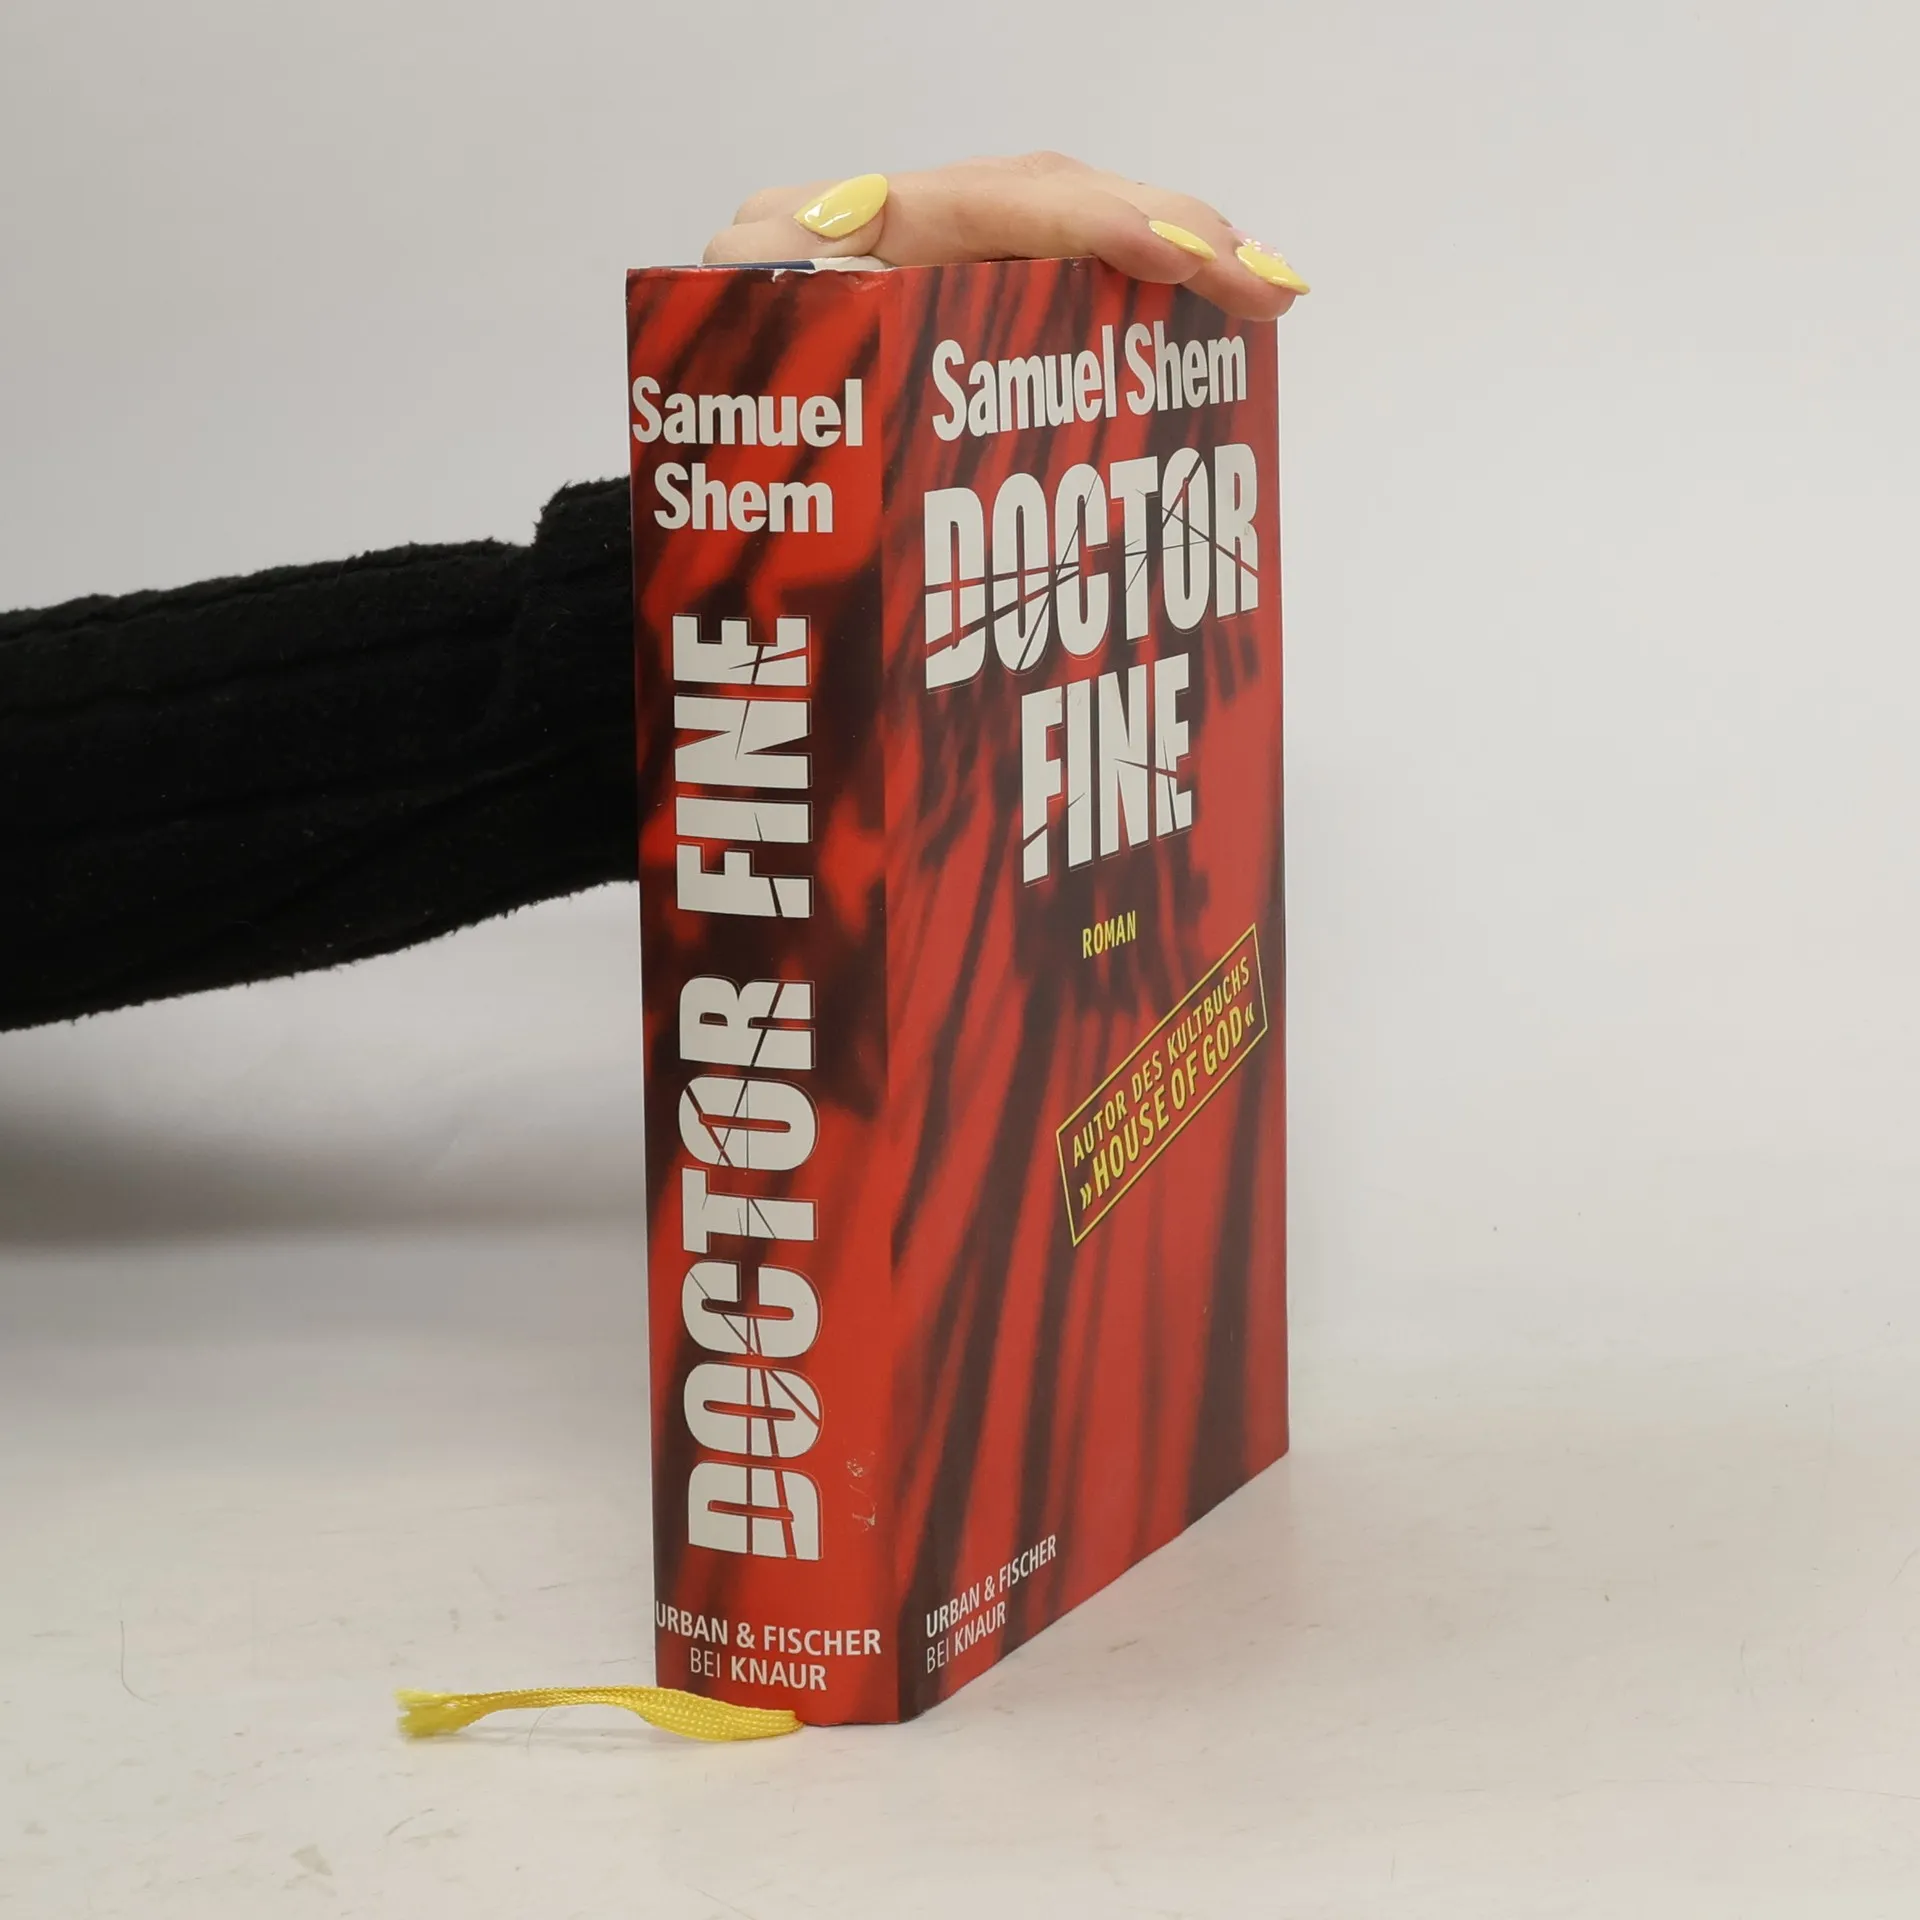 Samuel
Shem
DOCTOR FINE
URBAN & FISCHER
BEI KNAUR
Samuel Shem
DOCTOR
FINE
ROMAN
AUTOR DES KULTBUCHS
»HOUSE OF GOD«
URBAN & FISCHER
BEI KNAUR